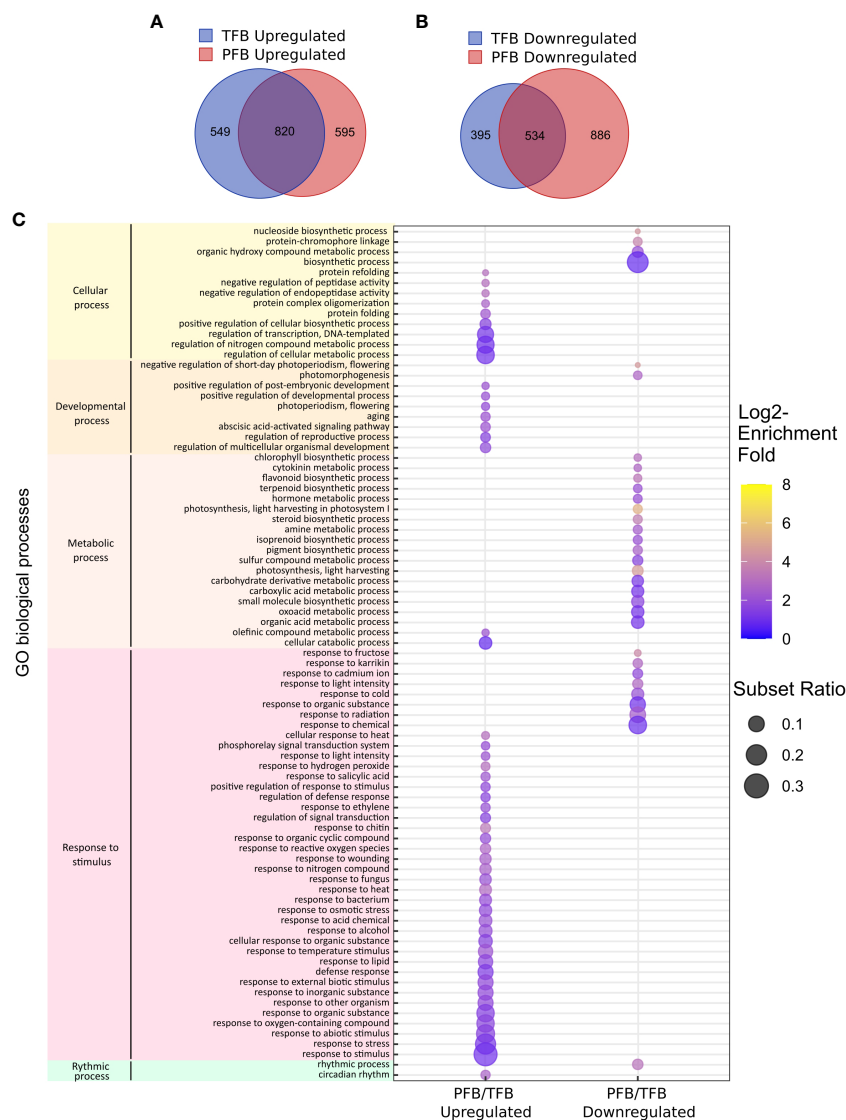 A
TFB Upregulated
PFB Upregulated
549
820
595
B
TFB Downregulated
PFB Downregulated
395
534
886
C
GO biological processes
Cellular
process
Developmental
process
Metabolic
process
Response to
stimulus
Rythmic
process
nucleoside biosynthetic process
protein-chromophore linkage
organic hydroxy compound metabolic process
biosynthetic process
protein refolding
negative regulation of peptidase activity
negative regulation of endopeptidase activity
protein complex oligomerization
protein folding
positive regulation of cellular biosynthetic process
regulation of transcription, DNA-templated
regulation of nitrogen compound metabolic process
regulation of cellular metabolic process
negative regulation of short-day photoperiodism, flowering
photomorphogenesis
positive regulation of post-embryonic development
positive regulation of developmental process
photoperiodism, flowering
aging
abscisic acid-activated signaling pathway
regulation of reproductive process
regulation of multicellular organismal development
chlorophyll biosynthetic process
cytokinin metabolic process
flavonoid biosynthetic process
terpenoid biosynthetic process
hormone metabolic process
photosynthesis, light harvesting in photosystem I
steroid biosynthetic process
amine metabolic process
isoprenoid biosynthetic process
pigment biosynthetic process
sulfur compound metabolic process
photosynthesis, light harvesting
carbohydrate derivative metabolic process
carboxylic acid metabolic process
small molecule biosynthetic process
oxoacid metabolic process
organic acid metabolic process
olefinic compound metabolic process
cellular catabolic process
response to fructose
response to karrikin
response to cadmium ion
response to light intensity
response to cold
response to organic substance
response to radiation
response to chemical
cellular response to heat
phosphorelay signal transduction system
response to light intensity
response to hydrogen peroxide
response to salicylic acid
positive regulation of response to stimulus
regulation of defense response
response to ethylene
regulation of signal transduction
response to chitin
response to organic cyclic compound
response to reactive oxygen species
response to wounding
response to nitrogen compound
response to fungus
response to heat
response to bacterium
response to osmotic stress
response to acid chemical
response to alcohol
cellular response to organic substance
response to temperature stimulus
response to lipid
defense response
response to external biotic stimulus
response to inorganic substance
response to other organism
response to organic substance
response to oxygen-containing compound
response to abiotic stimulus
response to stress
response to stimulus
rhythmic process
circadian rhythm
PFB/TFB
Upregulated
PFB/TFB
Downregulated
Log2-
Enrichment
Fold
8
6
4
2
0
Subset Ratio
0.1
0.2
0.3